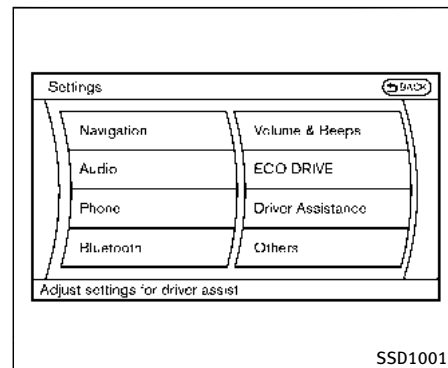 Settings
BACK
Navigation
Volume & Beeps
Audio
ECO DRIVE
Phone
Driver Assistance
Bluetooth
Others
Adjust settings for driver assist
SSD1001